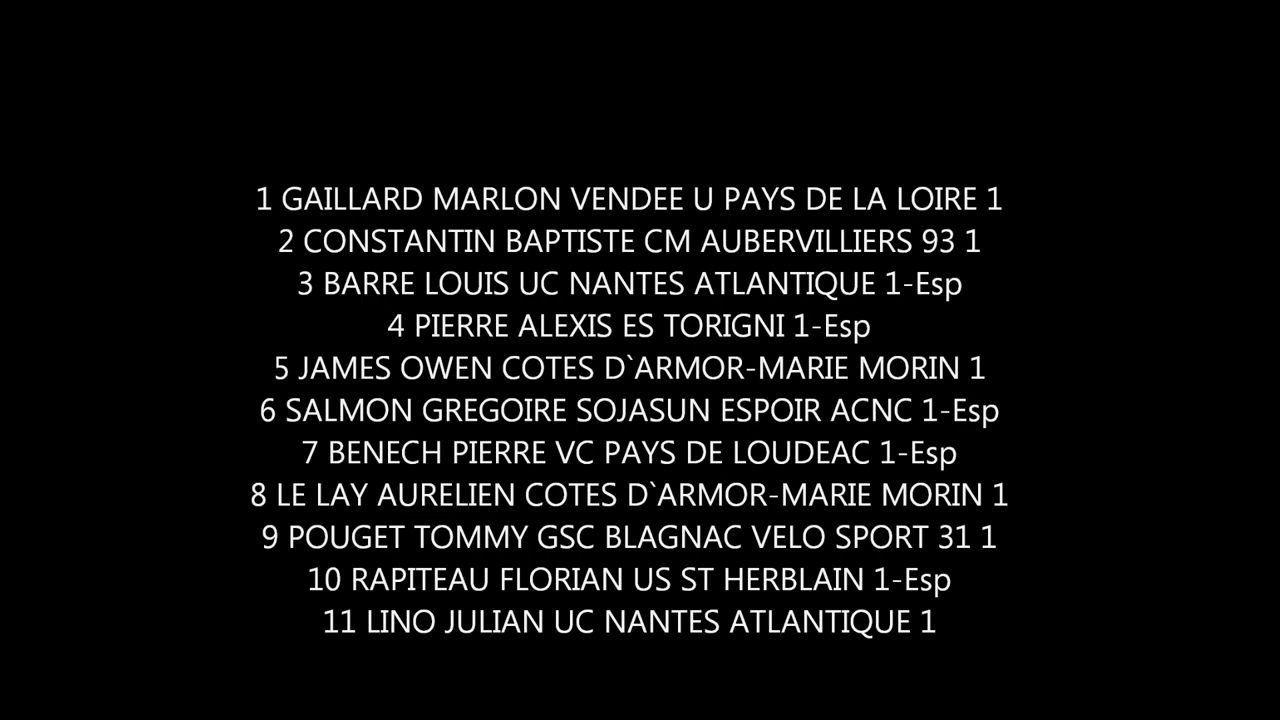 1 GAILLARD MARLON VENDEE U PAYS DE LA LOIRE 1
2 CONSTANTIN BAPTISTE CM AUBERVILLIERS 93 1
3 BARRE LOUIS UC NANTES ATLANTIQUE 1-Esp
4 PIERRE ALEXIS ES TORIGNI 1-Esp
5 JAMES OWEN COTES D`ARMOR-MARIE MORIN 1
6 SALMON GREGOIRE SOJASUN ESPOIR ACNC 1-Esp
7 BENECH PIERRE VC PAYS DE LOUDEAC 1-Esp
8 LE LAY AURELIEN COTES D`ARMOR-MARIE MORIN 1
9 POUGET TOMMY GSC BLAGNAC VELO SPORT 31 1
10 RAPITEAU FLORIAN US ST HERBLAIN 1-Esp
11 LINO JULIAN UC NANTES ATLANTIQUE 1